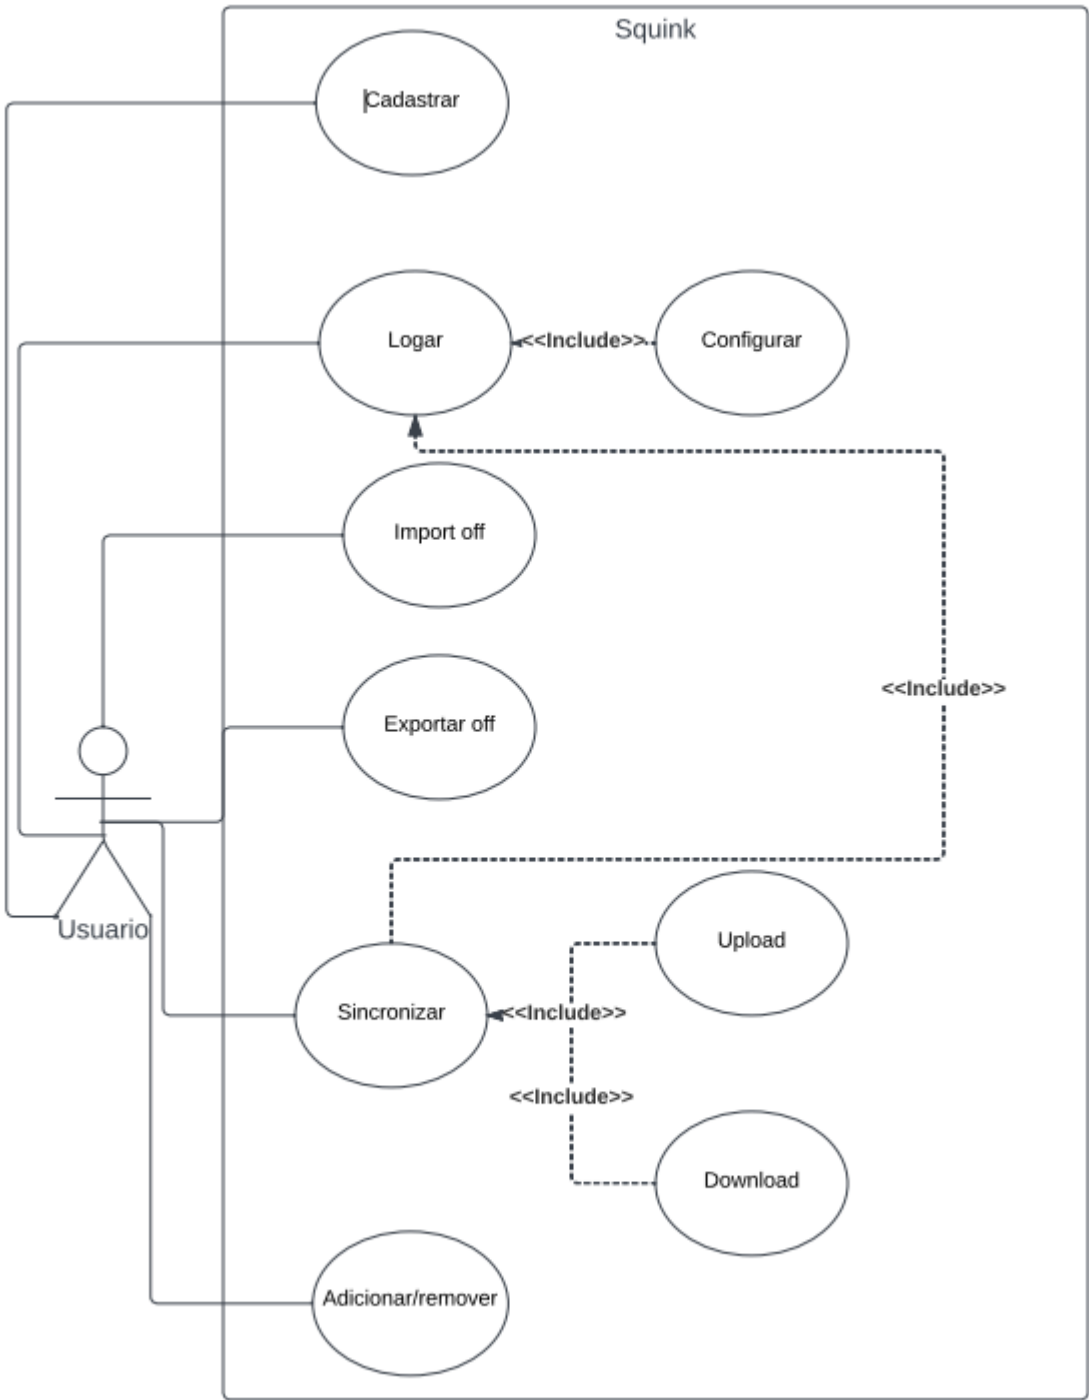 Squink
Cadastrar
Logar
<<Include>>
Configurar
Import off
<<Include>>
Exportar off
Usuario
Upload
Sincronizar
<<Include>>
<<Include>>
Download
Adicionar/remover